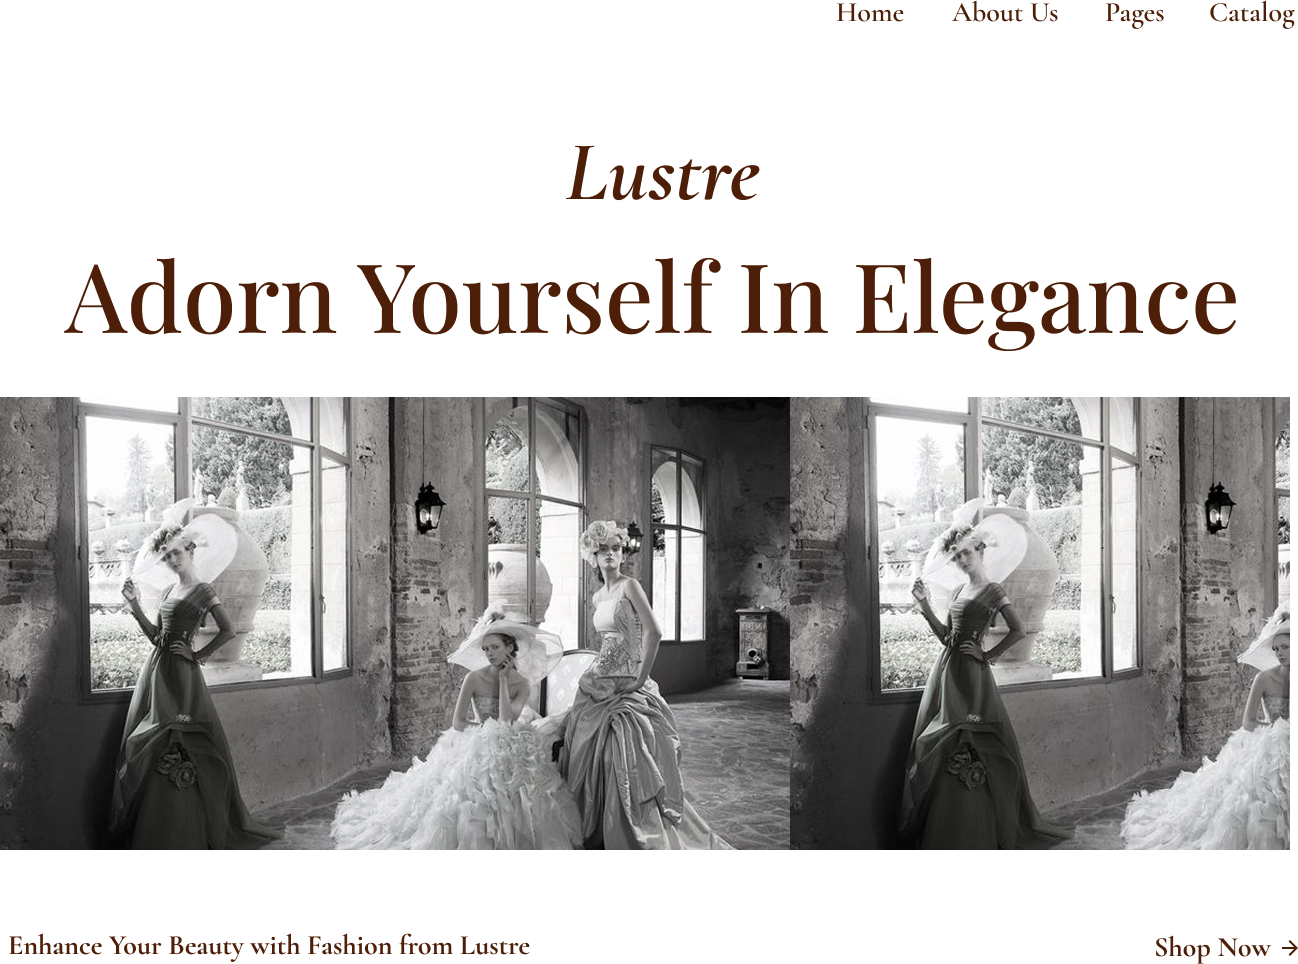 Home About Us Pages Catalog
Lustre
Adorn Yourself In Elegance
Enhance Your Beauty with Fashion from Lustre
Shop Now →